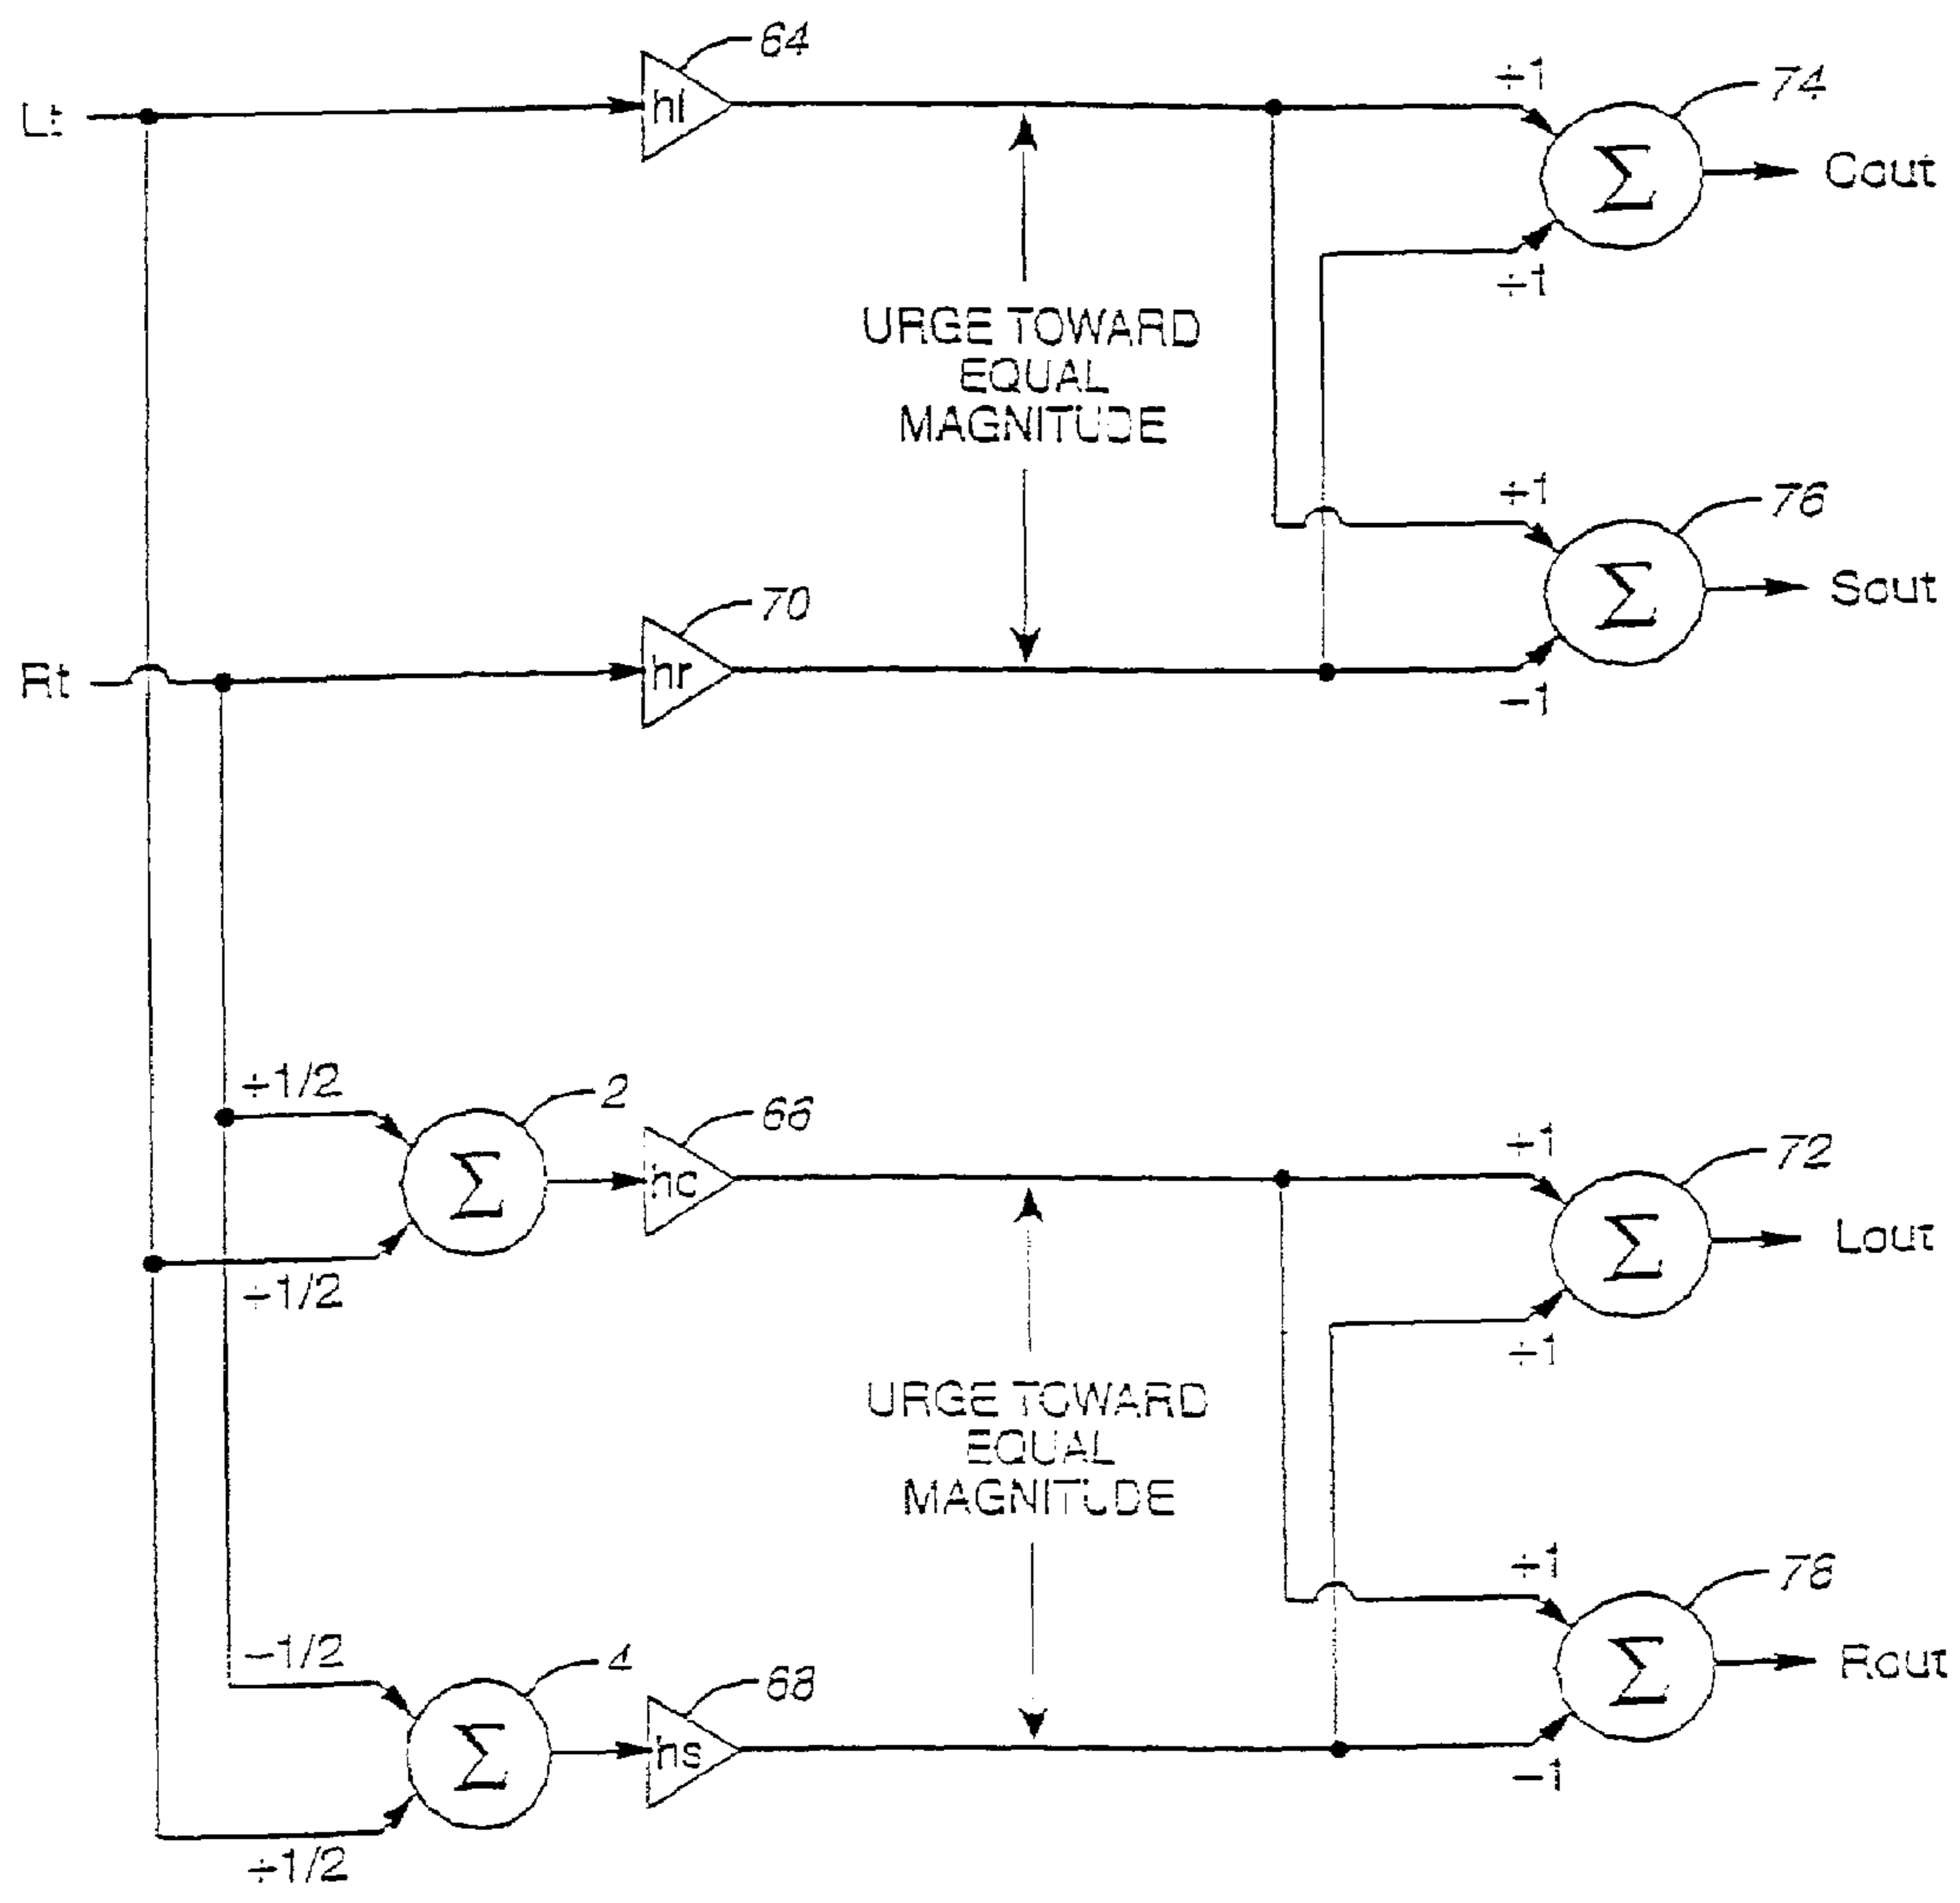 64
+1
74
Lt
hl
Cout
+1
URGE TOWARD
EQUAL
MAGNITUDE
+1
76
Sout
70
Rt
hr
-1
+1/2
2
66
+1
72
hc
Lout
+1/2
+1
URGE TOWARD
EQUAL
MAGNITUDE
+1
78
-1/2
4
68
Rout
hs
-1
+1/2
Σ
Σ
Σ
Σ
Σ
Σ